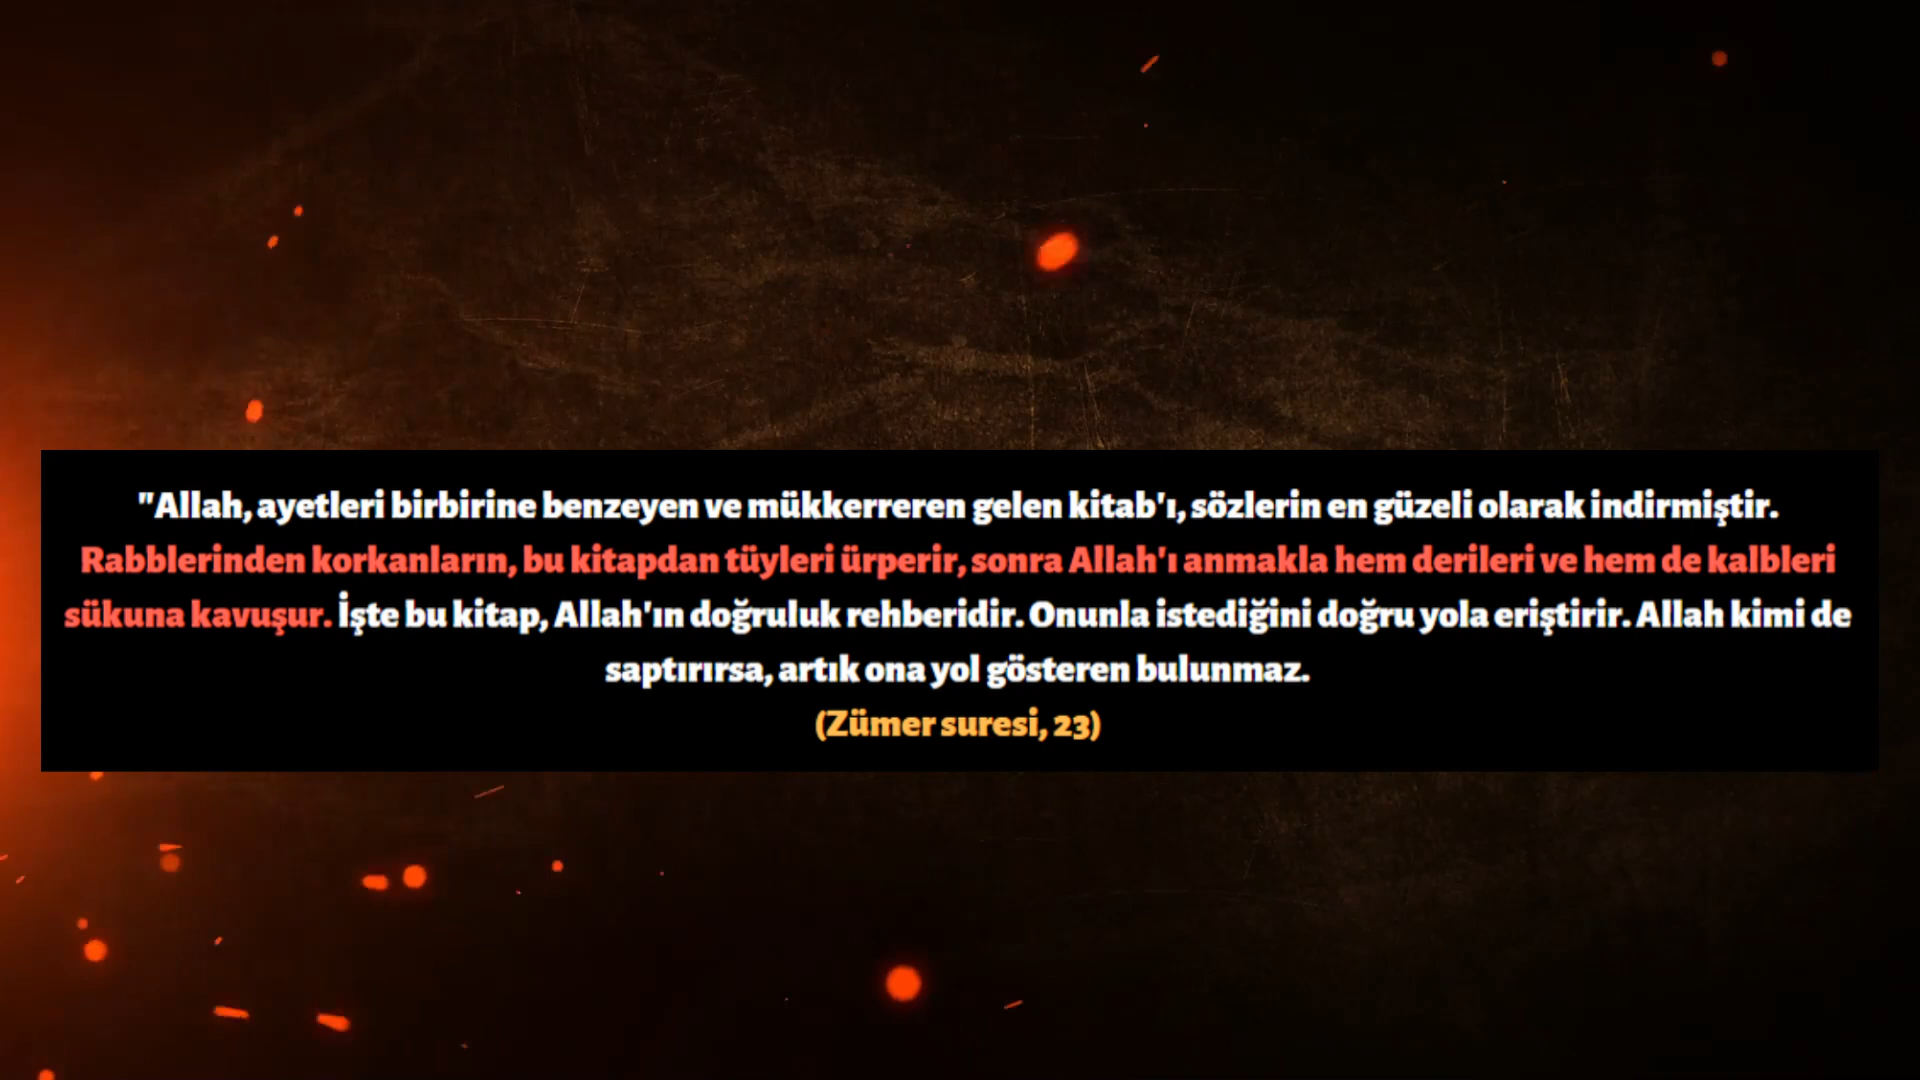 "Allah, ayetleri birbirine benzeyen ve mükkerreren gelen kitab'ı, sözlerin en güzeli olarak indirmiştir.
Rabblerinden korkanların, bu kitapdan tüyleri ürperir, sonra Allah'ı anmakla hem derileri ve hem de kalbleri
sükuna kavuşur. İşte bu kitap, Allah'ın doğruluk rehberidir. Onunla istediğini doğru yola eriştirir. Allah kimi de
saptırırsa, artık ona yol gösteren bulunmaz.
(Zümer suresi, 23)